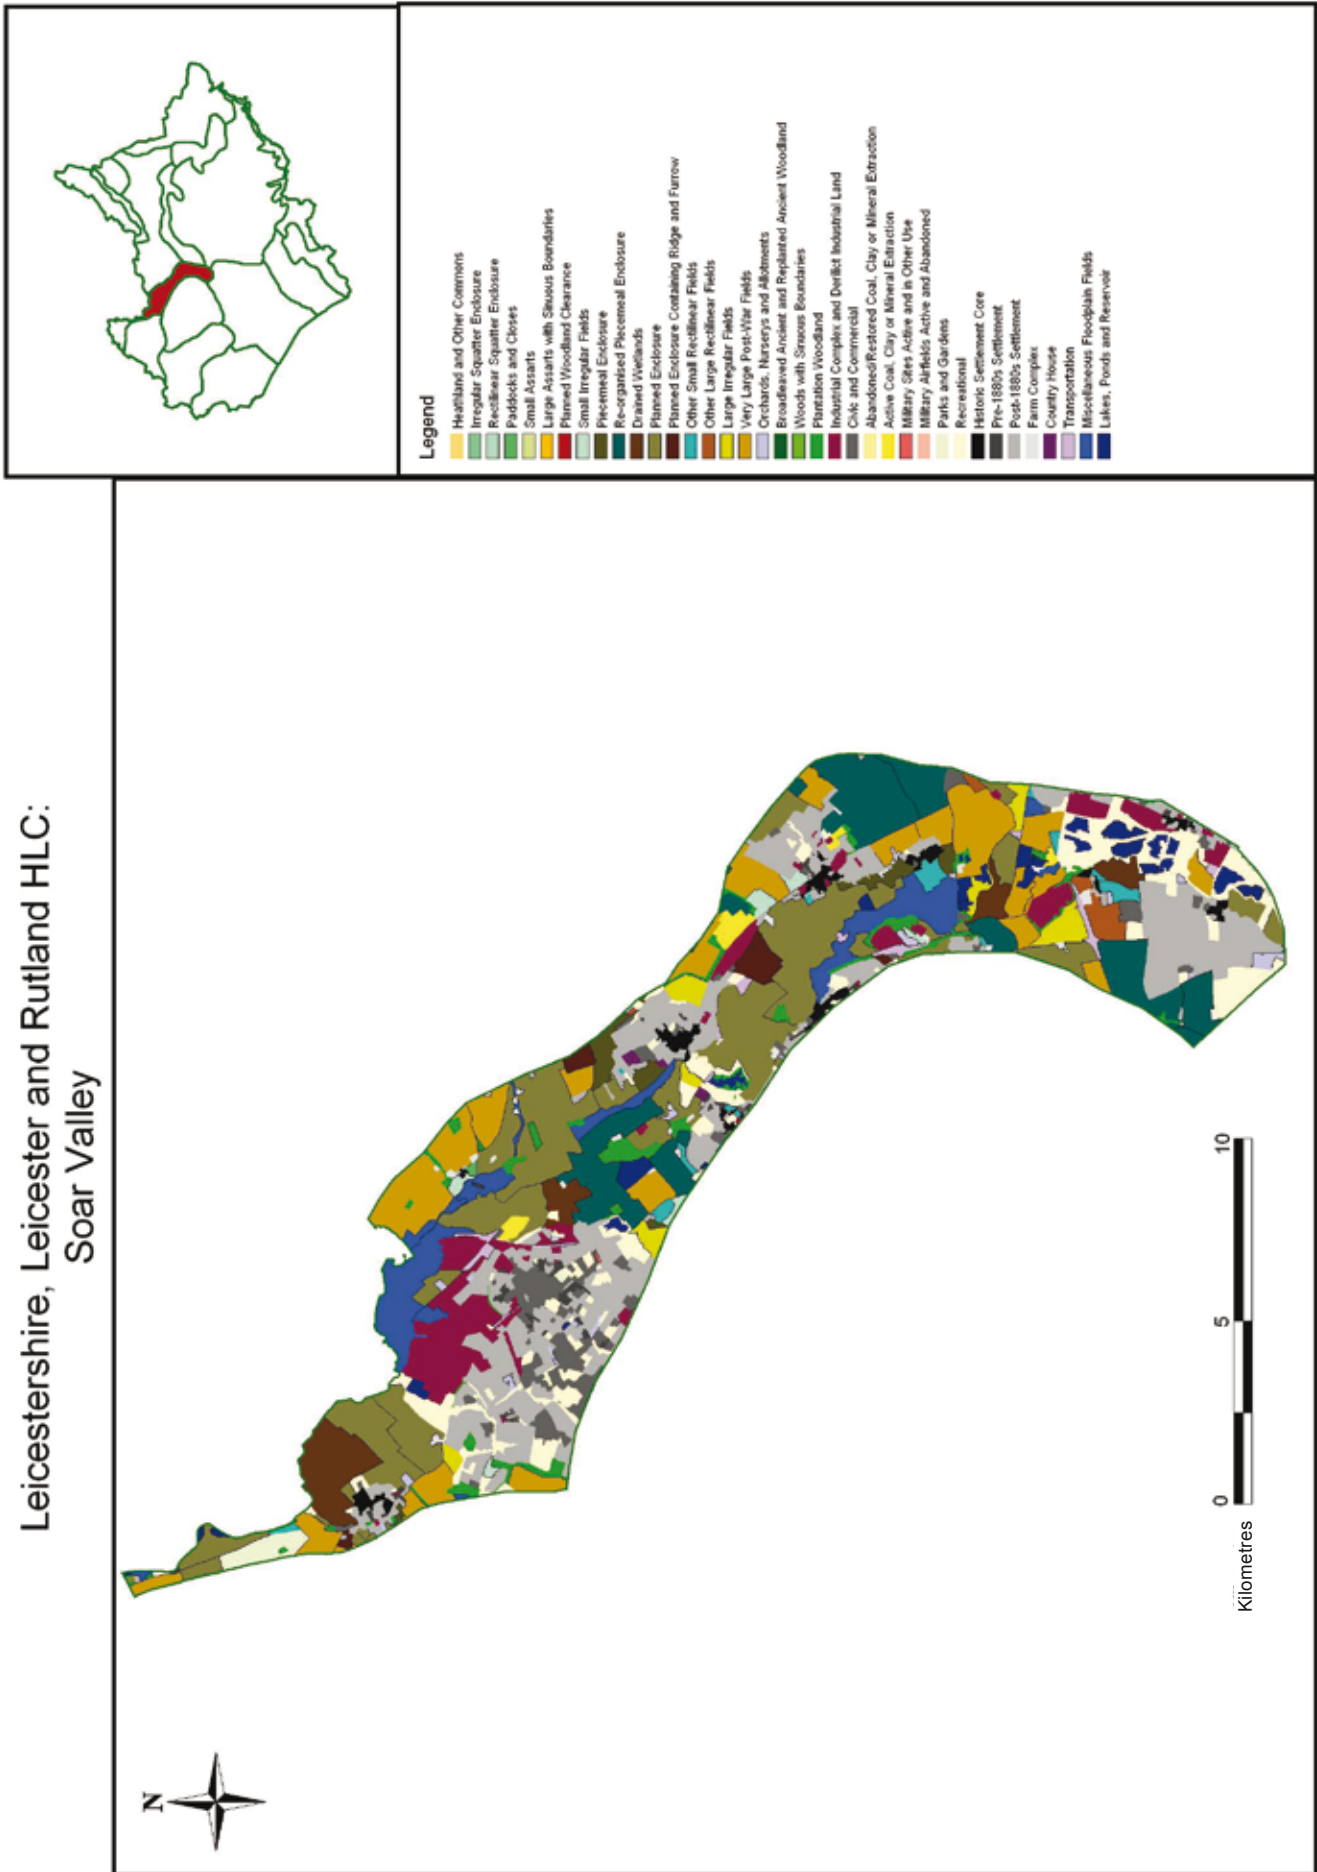 Leicestershire, Leicester and Rutland HLC:
Soar Valley
N
Kilometres
0
5
10
Legend
Heathland and Other Commons
Irregular Squatter Enclosure
Rectilinear Squatter Enclosure
Paddocks and Closes
Small Assarts
Large Assarts with Sinuous Boundaries
Planned Woodland Clearance
Small Irregular Fields
Piecemeal Enclosure
Re-organised Piecemeal Enclosure
Drained Wetlands
Planned Enclosure
Planned Enclosure Containing Ridge and Furrow
Other Small Rectilinear Fields
Other Large Rectilinear Fields
Large Irregular Fields
Very Large Post-War Fields
Orchards, Nurserys and Allotments
Broadleaved Ancient and Replanted Ancient Woodland
Woods with Sinuous Boundaries
Plantation Woodland
Industrial Complex and Derilict Industrial Land
Civic and Commercial
Abandoned/Restored Coal, Clay or Mineral Extraction
Active Coal, Clay or Mineral Extraction
Military Sites Active and in Other Use
Military Airfields Active and Abandoned
Parks and Gardens
Recreational
Historic Settlement Core
Pre-1880s Settlement
Post-1880s Settlement
Farm Complex
Country House
Transportation
Miscellaneous Floodplain Fields
Lakes, Ponds and Reservoir